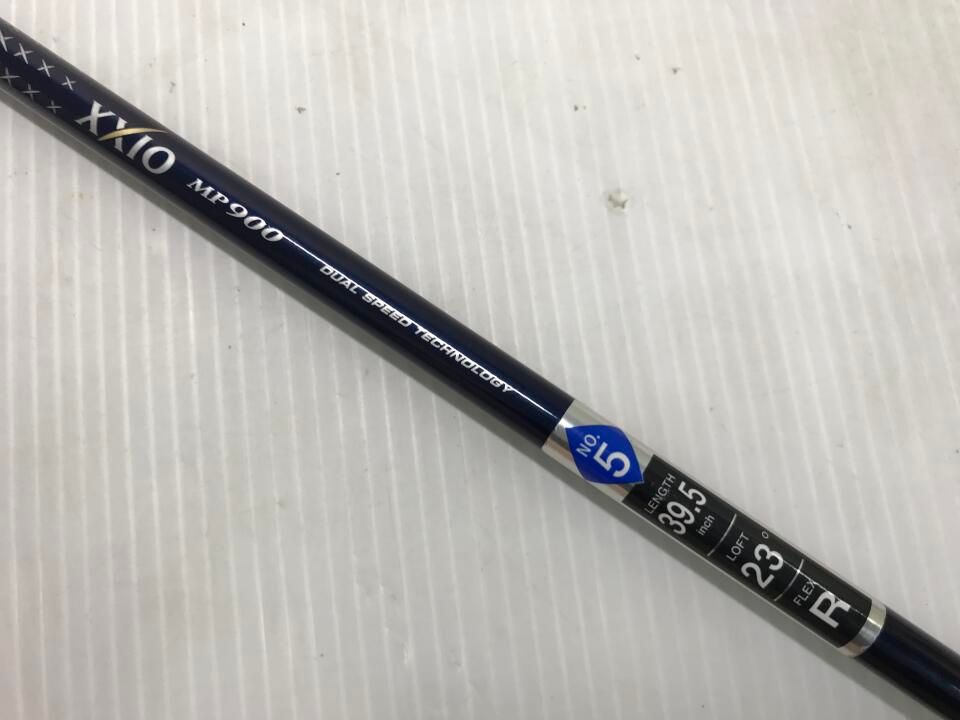 XXIO
MP900
DUAL SPEED TECHNOLOGY
NO.
5
LENGTH
39.5
inch
LOFT
23°
FLEX
R